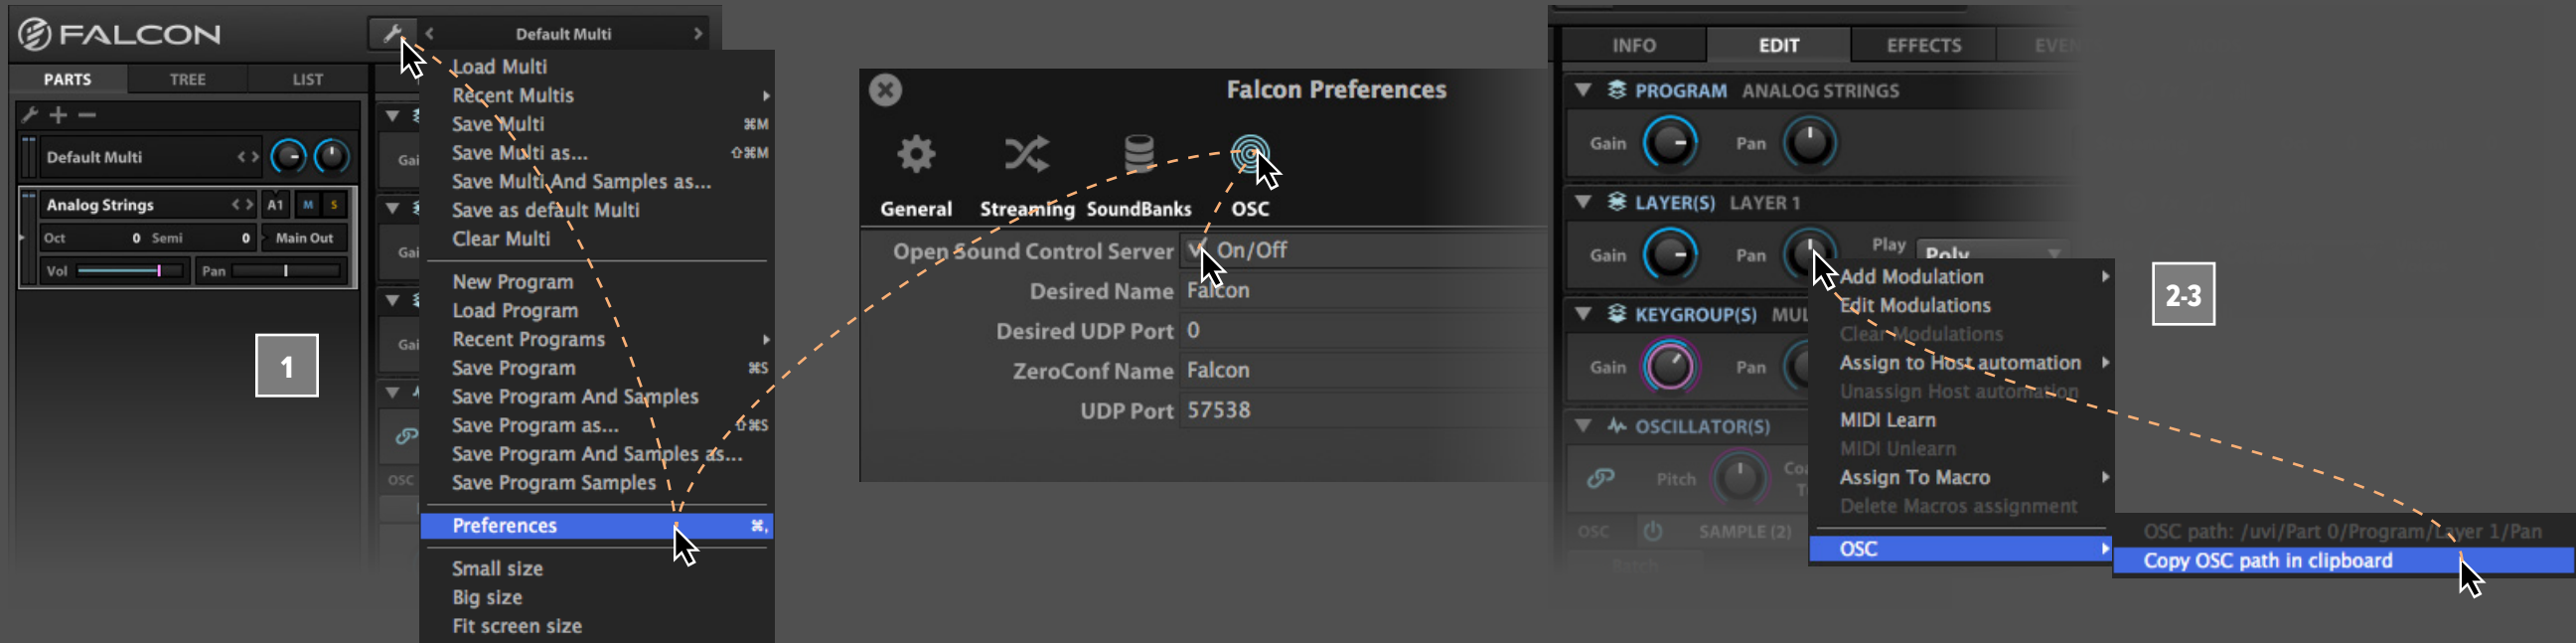 FALCON
Default Multi
PARTS
TREE
LIST
Default Multi
Analog Strings
A1
M
S
Oct
0
Semi
0
Main Out
Vol
Pan
1
Gai
Gai
Gai
OSC
Load Multi
Recent Multis
Save Multi ⌘M
Save Multi as... ⇧⌘M
Save Multi And Samples as...
Save as default Multi
Clear Multi
New Program
Load Program
Recent Programs
Save Program ⌘S
Save Program And Samples
Save Program as... ⇧⌘S
Save Program And Samples as...
Save Program Samples
Preferences ⌘,
Small size
Big size
Fit screen size
Falcon Preferences
General
Streaming
SoundBanks
OSC
Open Sound Control Server
On/Off
Desired Name
Falcon
Desired UDP Port
0
ZeroConf Name
Falcon
UDP Port
57538
INFO
EDIT
EFFECTS
EVEN
PROGRAM ANALOG STRINGS
Gain
Pan
LAYER(S) LAYER 1
Gain
Pan
Play
Poly
KEYGROUP(S) MUL
Gain
Pan
OSCILLATOR(S)
Pitch
Coa
OSC
SAMPLE (2)
Add Modulation
Edit Modulations
Clear Modulations
Assign to Host automation
Unassign Host automation
MIDI Learn
MIDI Unlearn
Assign To Macro
Delete Macros assignment
OSC
OSC path: /uvi/Part 0/Program/Layer 1/Pan
Copy OSC path in clipboard
2-3